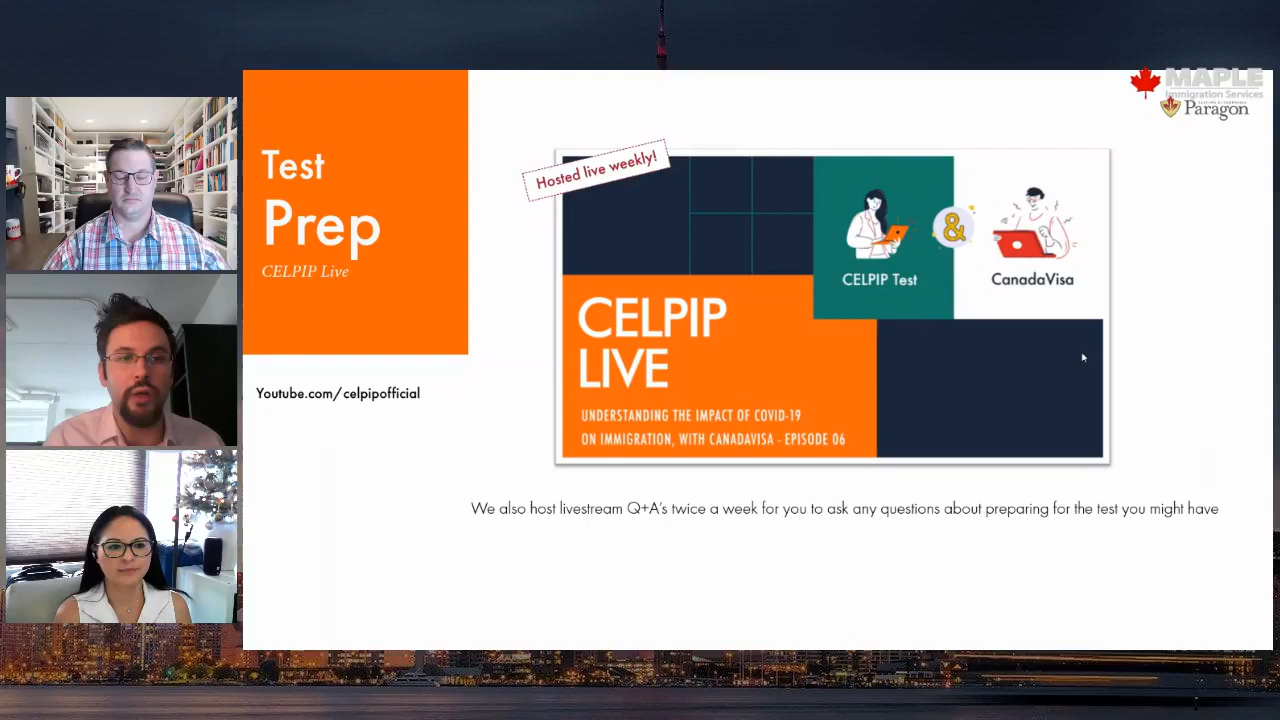 MAPLE
Immigration Services
Paragon
Test
Prep
CELPIP Live
Youtube.com/celpipofficial
Hosted live weekly!
&
CELPIP Test
CanadaVisa
CELPIP
LIVE
UNDERSTANDING THE IMPACT OF COVID-19
ON IMMIGRATION, WITH CANADAVISA - EPISODE 06
We also host livestream Q+A's twice a week for you to ask any questions about preparing for the test you might have